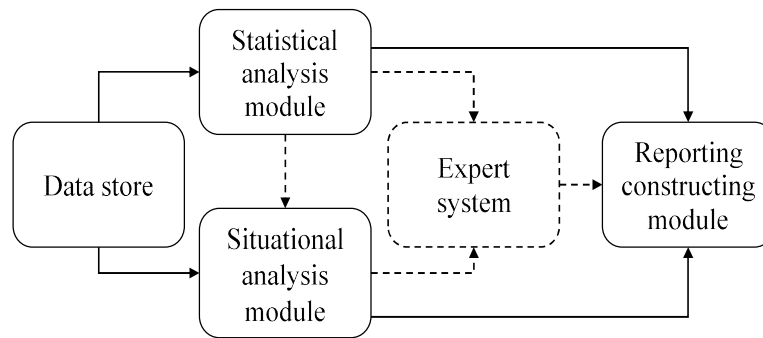 Statistical
analysis
module
Data store
Situational
analysis
module
Expert
system
Reporting
constructing
module